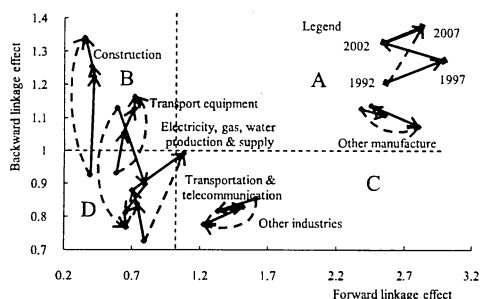 1.4
1.3
1.2
1.1
1
0.9
0.8
0.7
Backward linkage effect
Construction
B
Transport equipment
Electricity, gas, water
production & supply
D
Transportation &
telecommunication
Other industries
A
C
Legend
2002
2007
1992
1997
Other manufacture
0.2 0.7 1.2 1.7 2.2 2.7 3.2
Forward linkage effect